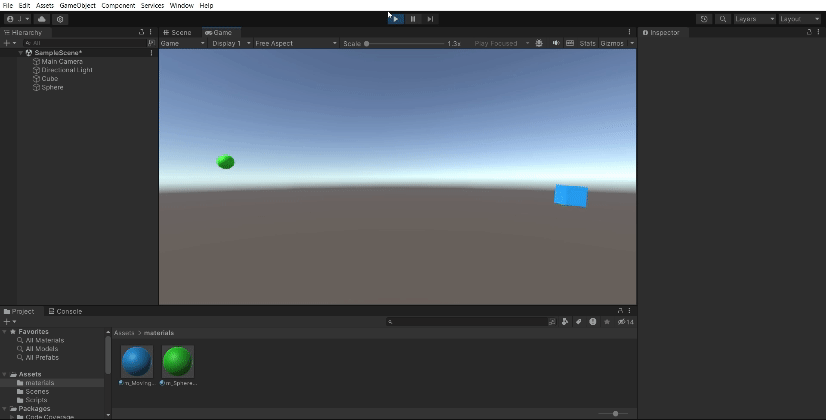 File Edit Assets GameObject Component Services Window Help
J
Layers Layout
Hierarchy
All
SampleScene*
Main Camera
Directional Light
Cube
Sphere
Scene Game
Game Display 1 Free Aspect Scale 1.3x Play Focused Stats Gizmos
Inspector
Project Console
14
Favorites
All Materials
All Models
All Prefabs
Assets
materials
Scenes
Scripts
Packages
Code Coverage
Assets > materials
m_Moving... m_Sphere...